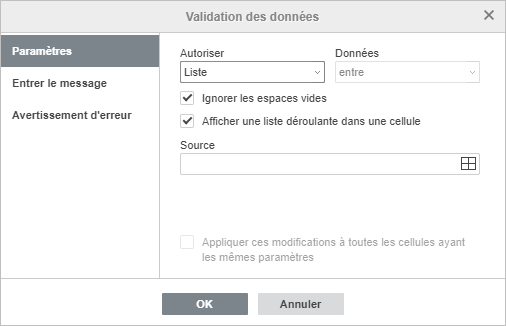 Validation des données
Paramètres
Entrer le message
Avertissement d'erreur
Autoriser
Données
Liste
entre
Ignorer les espaces vides
Afficher une liste déroulante dans une cellule
Source
Appliquer ces modifications à toutes les cellules ayant
les mêmes paramètres
OK
Annuler